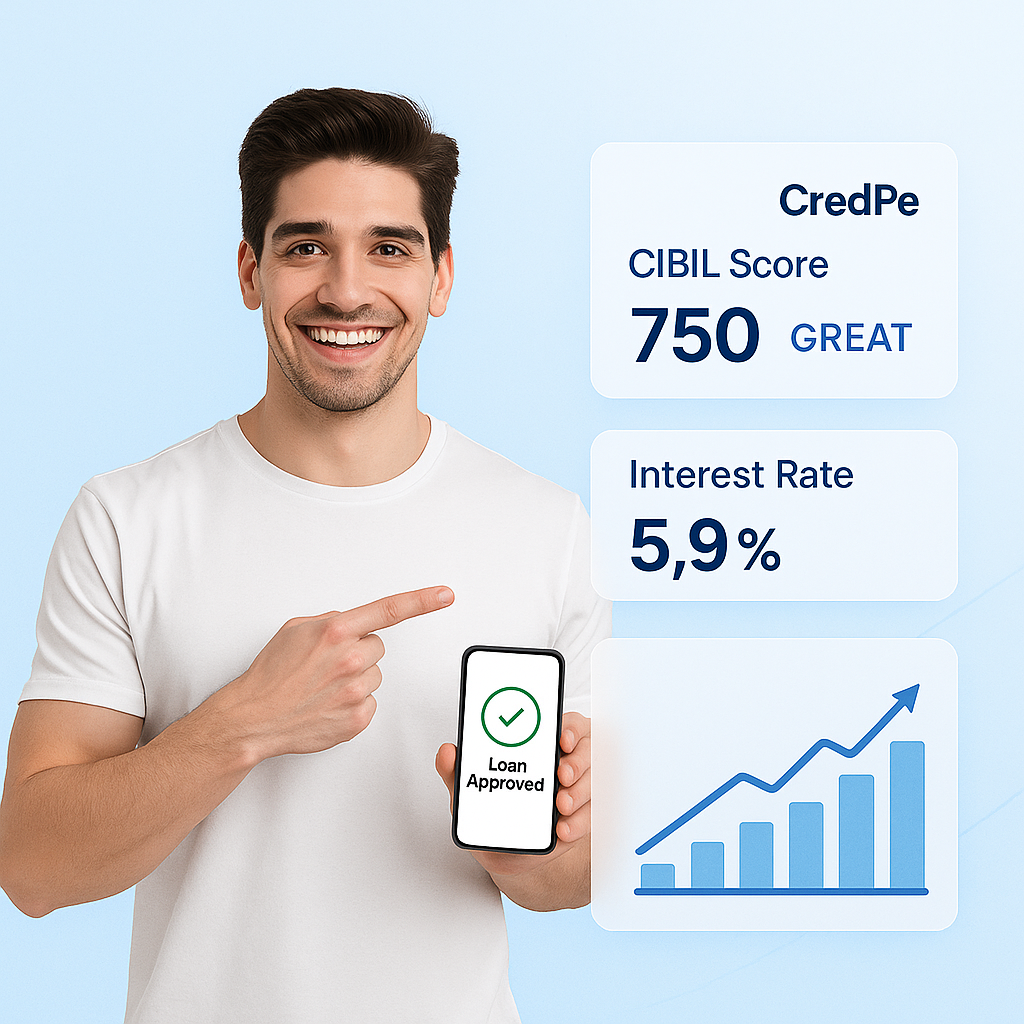 CredPe
CIBIL Score
750 GREAT
Interest Rate
5,9 %
Loan
Approved